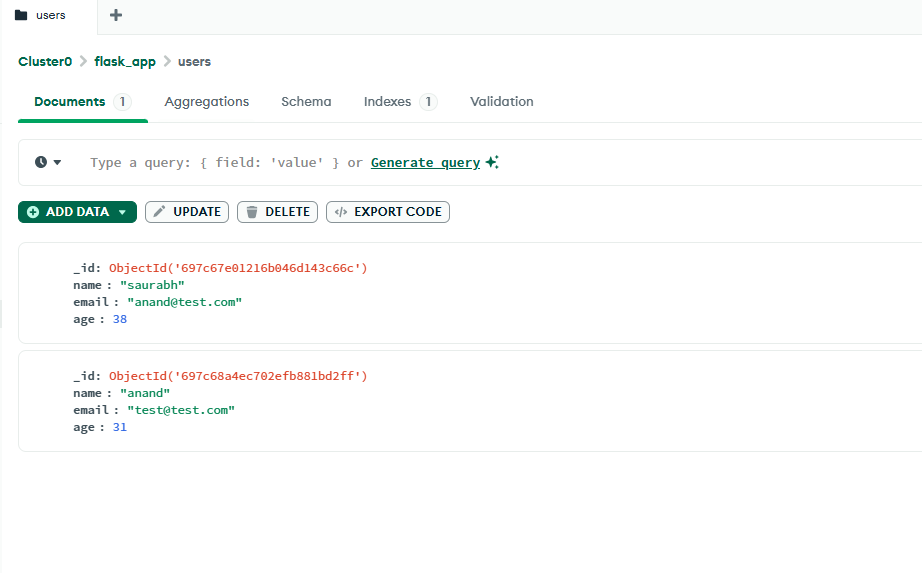 users
Cluster0 > flask_app > users
Documents 1 Aggregations Schema Indexes 1 Validation
Type a query: { field: 'value' } or Generate query
ADD DATA UPDATE DELETE EXPORT CODE
_id: ObjectId('697c67e01216b046d143c66c')
name : "saurabh"
email : "anand@test.com"
age : 38
_id: ObjectId('697c68a4ec702efb881bd2ff')
name : "anand"
email : "test@test.com"
age : 31